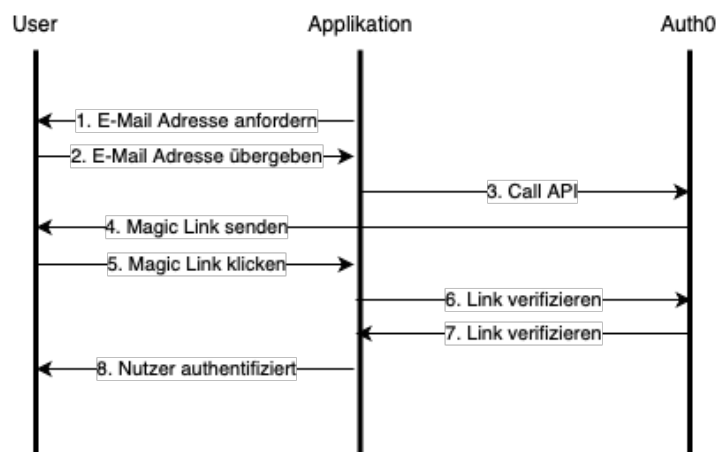 User
Applikation
Auth0
1. E-Mail Adresse anfordern
2. E-Mail Adresse übergeben
3. Call API
4. Magic Link senden
5. Magic Link klicken
6. Link verifizieren
7. Link verifizieren
8. Nutzer authentifiziert